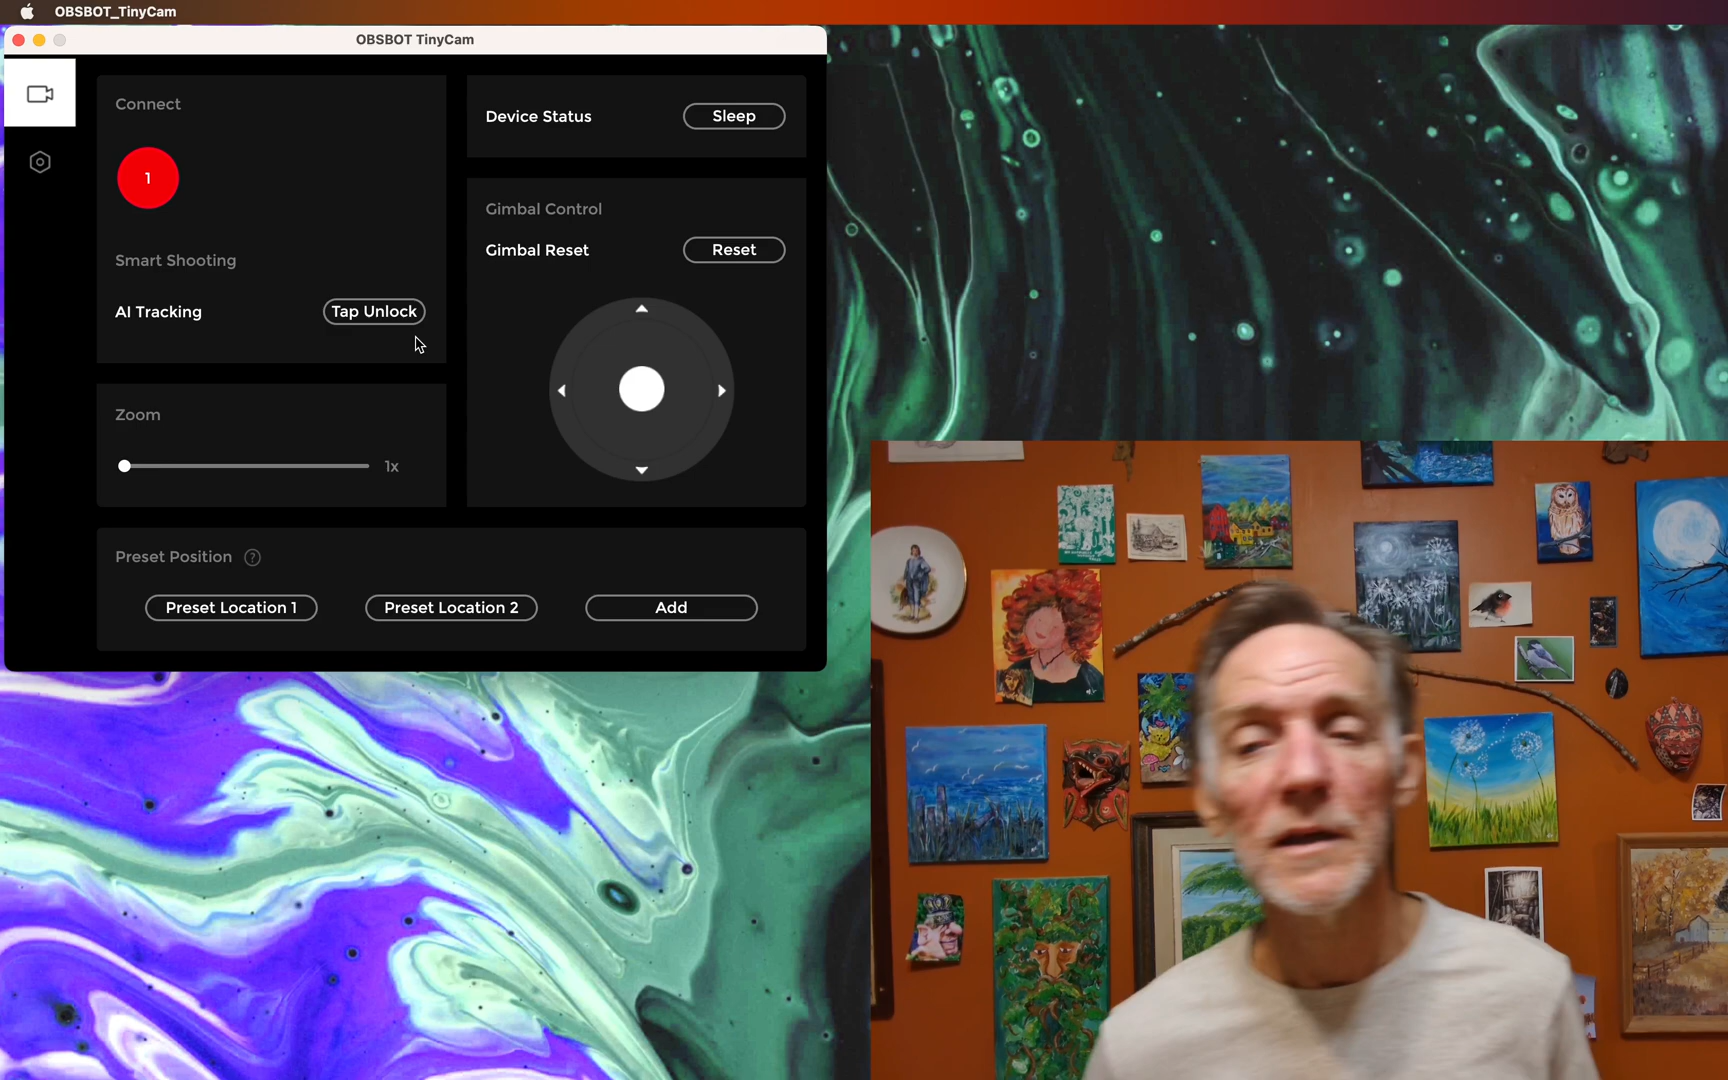 OBSBOT_TinyCam
OBSBOT TinyCam
Connect
1
Smart Shooting
AI Tracking
Tap Unlock
Zoom
1x
Device Status
Sleep
Gimbal Control
Gimbal Reset
Reset
Preset Position ?
Preset Location 1
Preset Location 2
Add